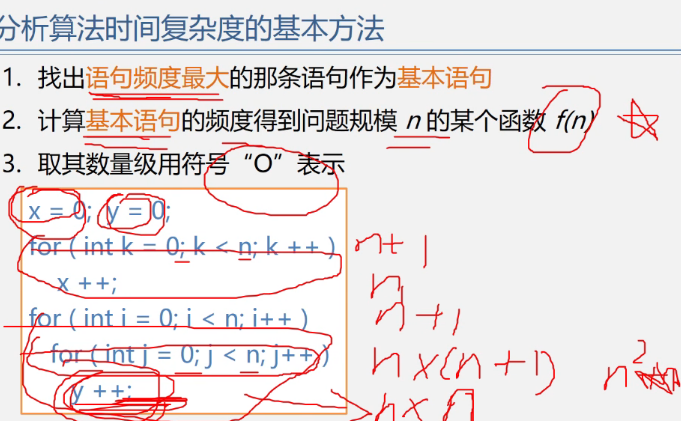 分析算法时间复杂度的基本方法
1. 找出语句频度最大的那条语句作为基本语句
2. 计算基本语句的频度得到问题规模 n 的某个函数 f(n)
3. 取其数量级用符号“O”表示
x = 0; y = 0;
for ( int k = 0; k < n; k ++ ) n+1
x ++; n
for ( int i = 0; i < n; i++ ) n+1
for ( int j = 0; j < n; j++ ) n×(n+1) n²
y ++; n×n